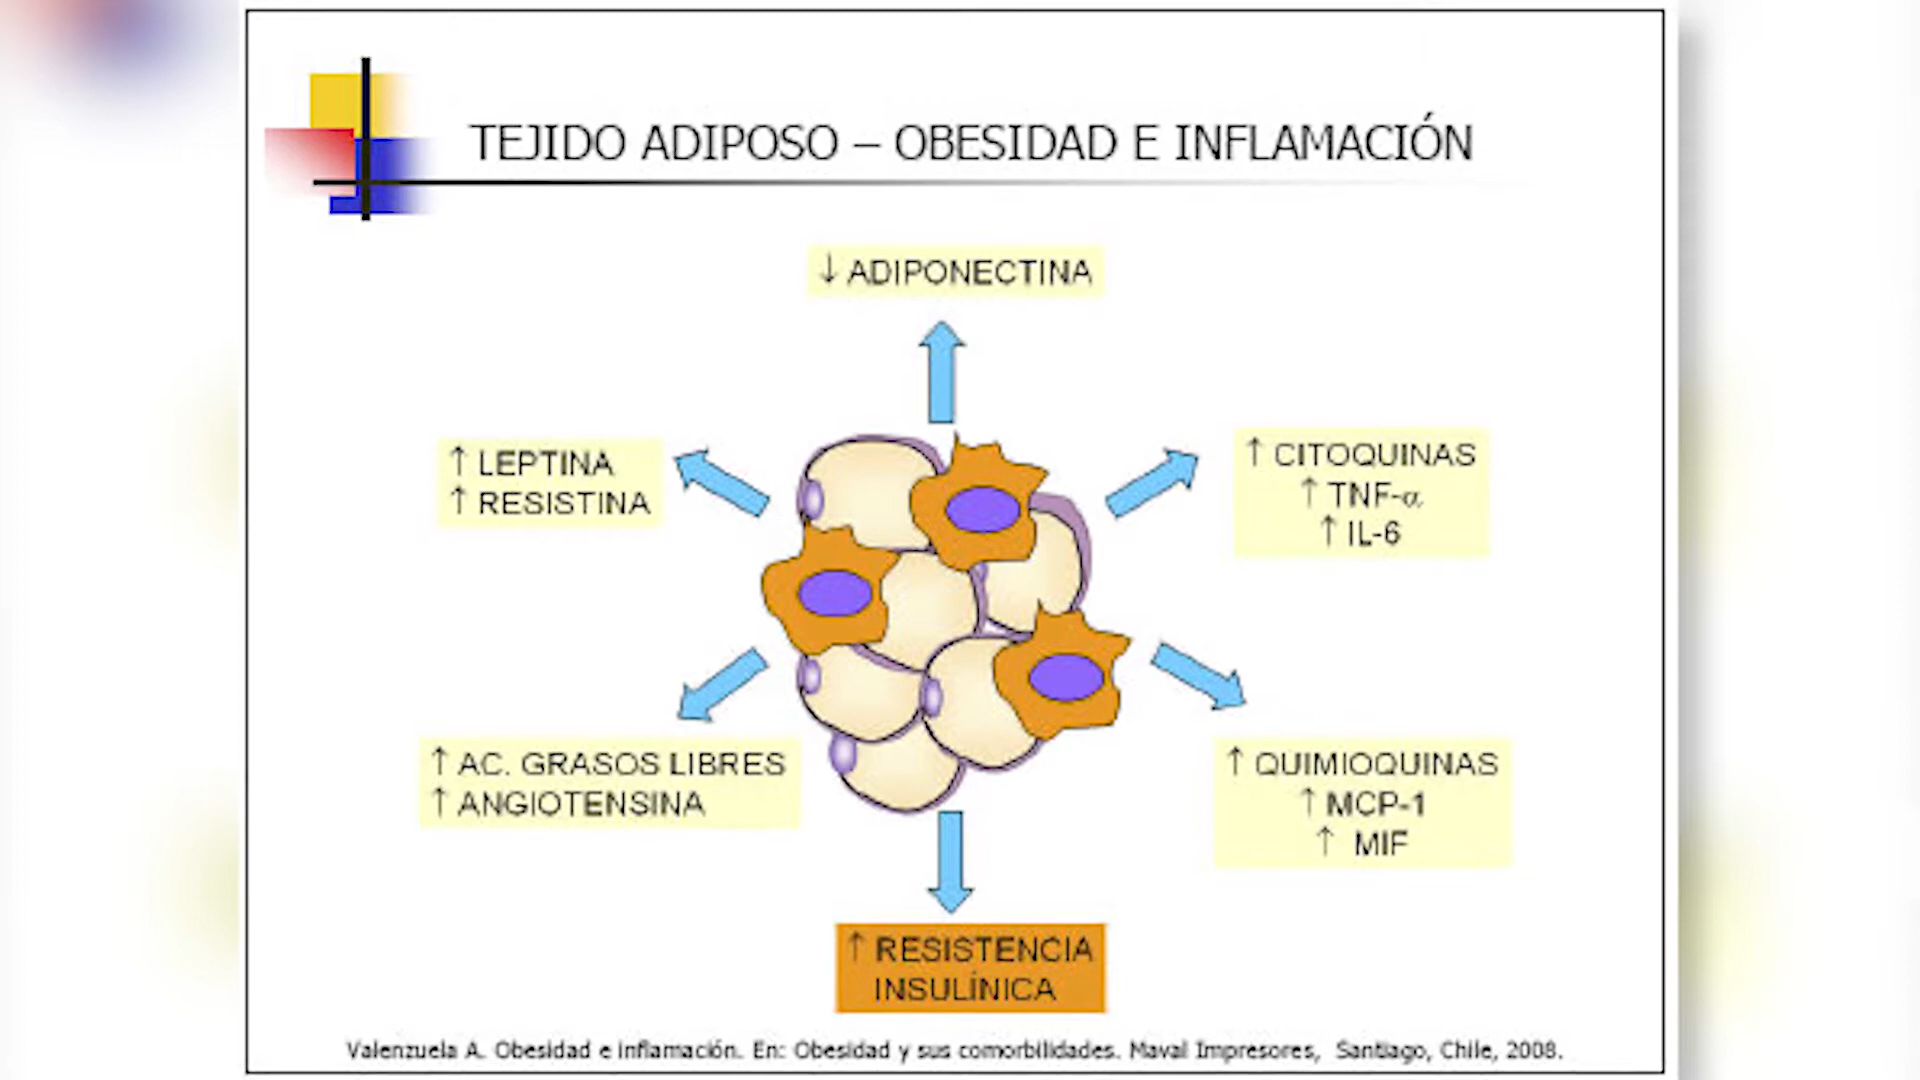 TEJIDO ADIPOSO – OBESIDAD E INFLAMACIÓN
↓ ADIPONECTINA
↑ LEPTINA
↑ RESISTINA
↑ CITOQUINAS
↑ TNF-α
↑ IL-6
↑ AC. GRASOS LIBRES
↑ ANGIOTENSINA
↑ QUIMIOQUINAS
↑ MCP-1
↑ MIF
↑ RESISTENCIA
INSULÍNICA
Valenzuela A. Obesidad e inflamación. En: Obesidad y sus comorbilidades. Maval Impresores, Santiago, Chile, 2008.